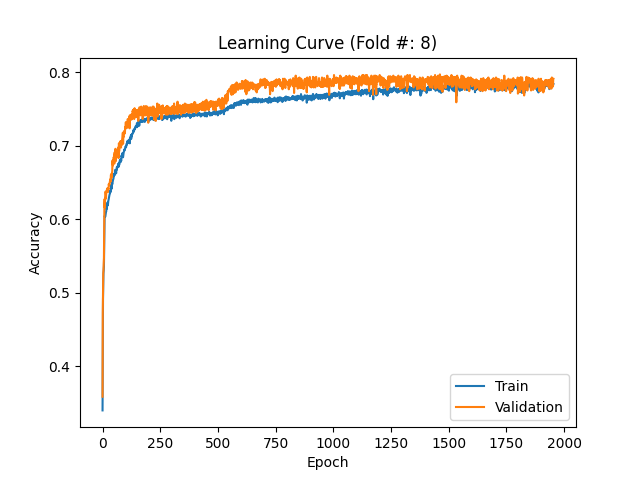 Learning Curve (Fold #: 8)
Accuracy
0.8
0.7
0.6
0.5
0.4
Train
Validation
0 250 500 750 1000 1250 1500 1750 2000
Epoch